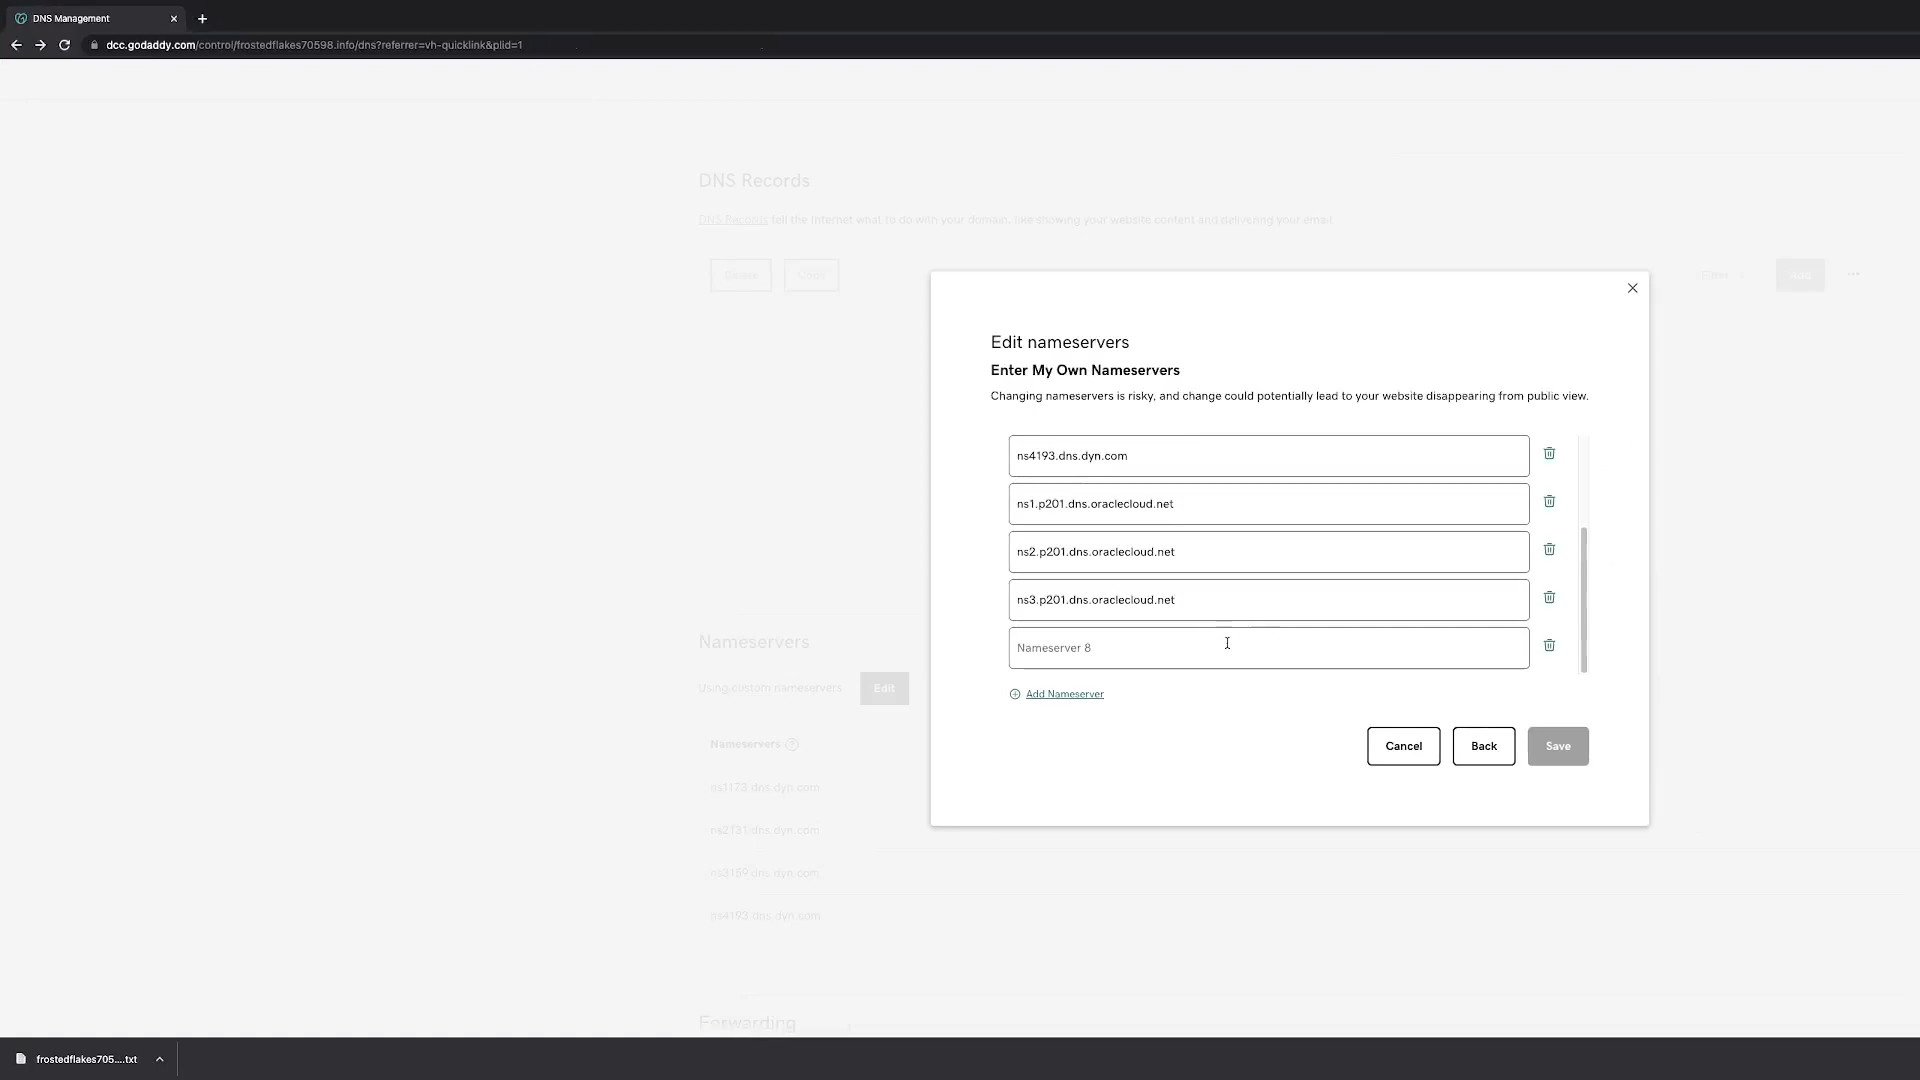 DNS Management
dcc.godaddy.com/control/frostedflakes70598.info/dns?referrer=vh-quicklink&plid=1
DNS Records
DNS Records tell the Internet what to do with your domain, like showing your website content and delivering your email.
Delete
Copy
Filter
Add
Edit nameservers
Enter My Own Nameservers
Changing nameservers is risky, and change could potentially lead to your website disappearing from public view.
ns4193.dns.dyn.com
ns1.p201.dns.oraclecloud.net
ns2.p201.dns.oraclecloud.net
ns3.p201.dns.oraclecloud.net
Nameserver 8
Add Nameserver
Cancel
Back
Save
Nameservers
Using custom nameservers
Edit
Nameservers
ns1173.dns.dyn.com
ns2131.dns.dyn.com
ns3159.dns.dyn.com
ns4193.dns.dyn.com
Forwarding
frostedflakes705....txt